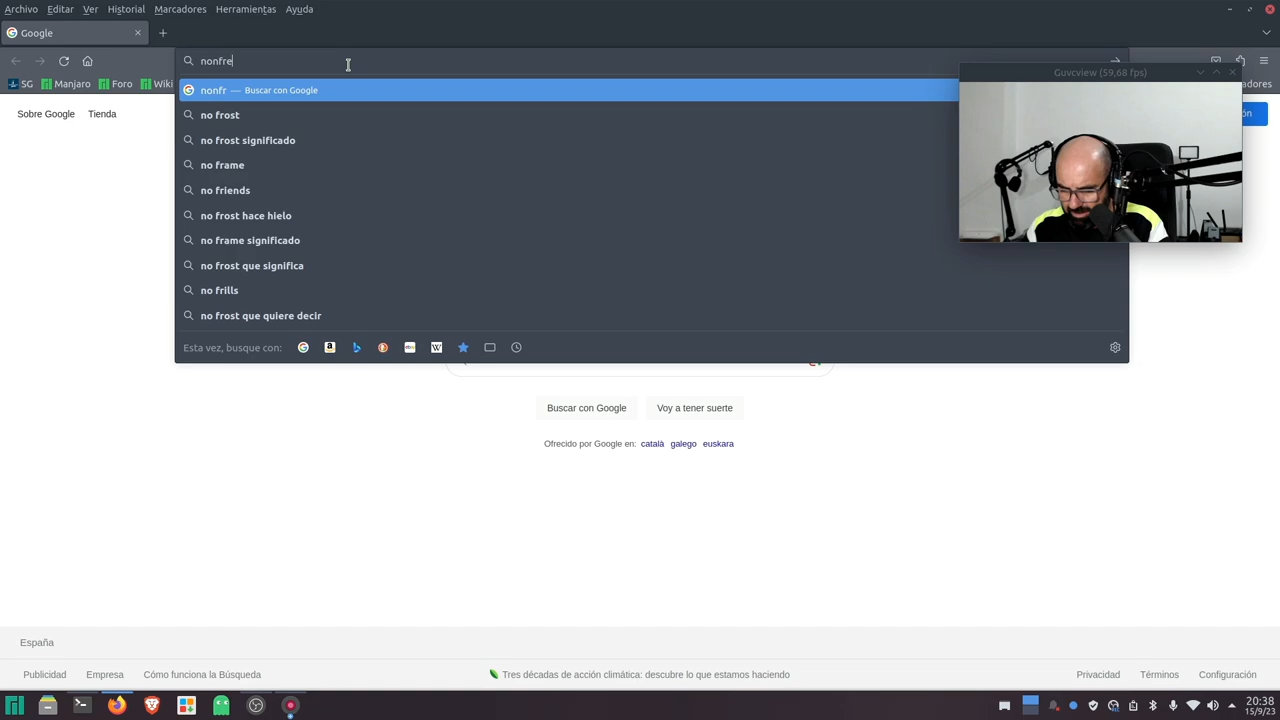 Archivo Editar Ver Historial Marcadores Herramientas Ayuda
Google
nonfre
Guvcview (59,68 fps)
SG Manjaro Foro Wiki
adores
nonfr — Buscar con Google
Sobre Google Tienda
ón
no frost
no frost significado
no frame
no friends
no frost hace hielo
no frame significado
no frost que significa
no frills
no frost que quiere decir
Esta vez, busque con:
Buscar con Google Voy a tener suerte
Ofrecido por Google en: català galego euskara
España
Publicidad Empresa Cómo funciona la Búsqueda Tres décadas de acción climática: descubre lo que estamos haciendo Privacidad Términos Configuración
20:38
15/9/23